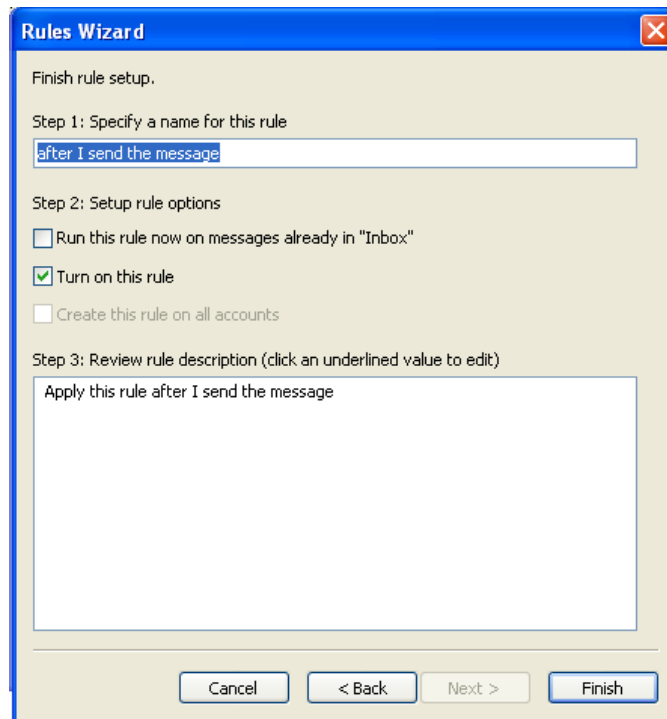 Rules Wizard
Finish rule setup.
Step 1: Specify a name for this rule
after I send the message
Step 2: Setup rule options
Run this rule now on messages already in "Inbox"
Turn on this rule
Create this rule on all accounts
Step 3: Review rule description (click an underlined value to edit)
Apply this rule after I send the message
Cancel
< Back
Next >
Finish